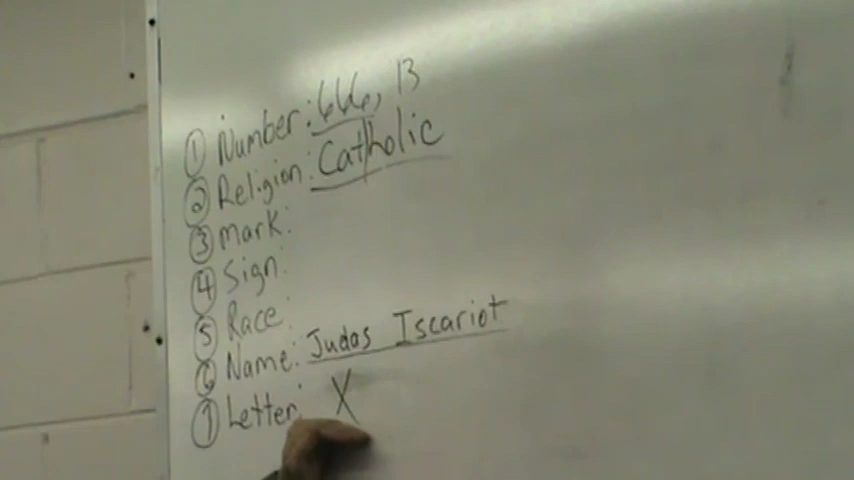 ① Number: 666, 13
② Religion: Catholic
③ mark:
④ Sign:
⑤ Race:
⑥ Name: Judas Iscariot
⑦ Letter: X